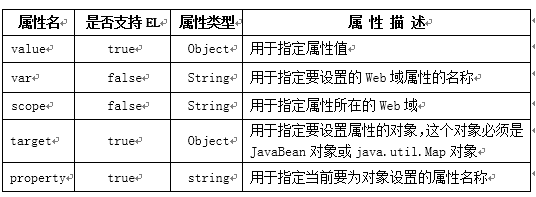 属性名 是否支持 EL 属性类型 属 性 描 述
value true Object 用于指定属性值
var false String 用于指定要设置的 Web 域属性的名称
scope false String 用于指定属性所在的 Web 域
target true Object 用于指定要设置属性的对象，这个对象必须是
JavaBean 对象或 java.util.Map 对象
property true string 用于指定当前要为对象设置的属性名称